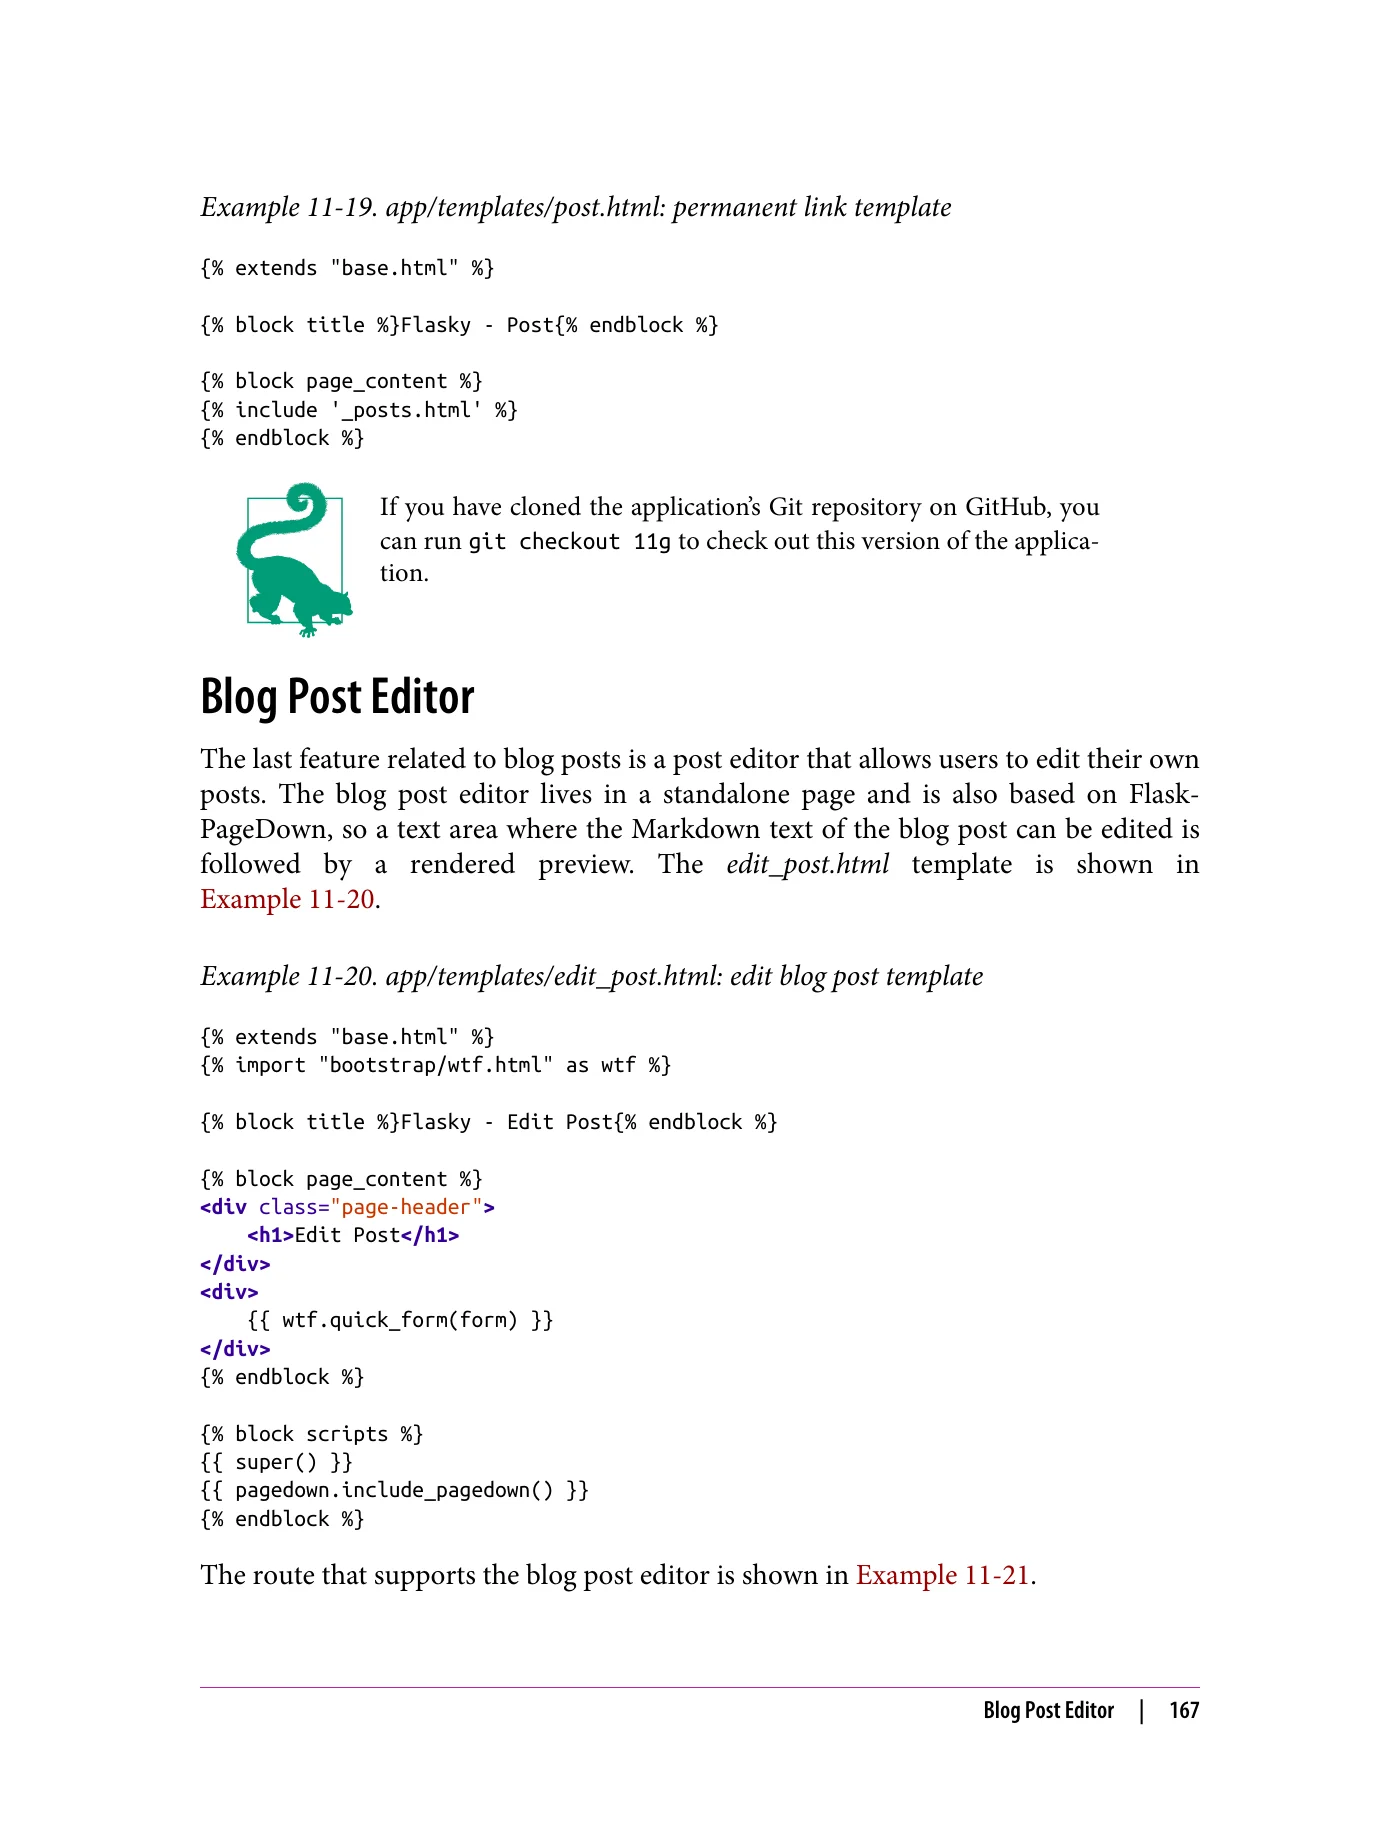 Example 11-19. app/templates/post.html: permanent link template
{% extends "base.html" %}
{% block title %}Flasky - Post{% endblock %}
{% block page_content %}
{% include '_posts.html' %}
{% endblock %}
If you have cloned the application’s Git repository on GitHub, you
can run git checkout 11g to check out this version of the applica-
tion.
Blog Post Editor
The last feature related to blog posts is a post editor that allows users to edit their own
posts. The blog post editor lives in a standalone page and is also based on Flask-
PageDown, so a text area where the Markdown text of the blog post can be edited is
followed by a rendered preview. The edit_post.html template is shown in
Example 11-20.
Example 11-20. app/templates/edit_post.html: edit blog post template
{% extends "base.html" %}
{% import "bootstrap/wtf.html" as wtf %}
{% block title %}Flasky - Edit Post{% endblock %}
{% block page_content %}
<div class="page-header">
    <h1>Edit Post</h1>
</div>
<div>
    {{ wtf.quick_form(form) }}
</div>
{% endblock %}
{% block scripts %}
{{ super() }}
{{ pagedown.include_pagedown() }}
{% endblock %}
The route that supports the blog post editor is shown in Example 11-21.
Blog Post Editor | 167